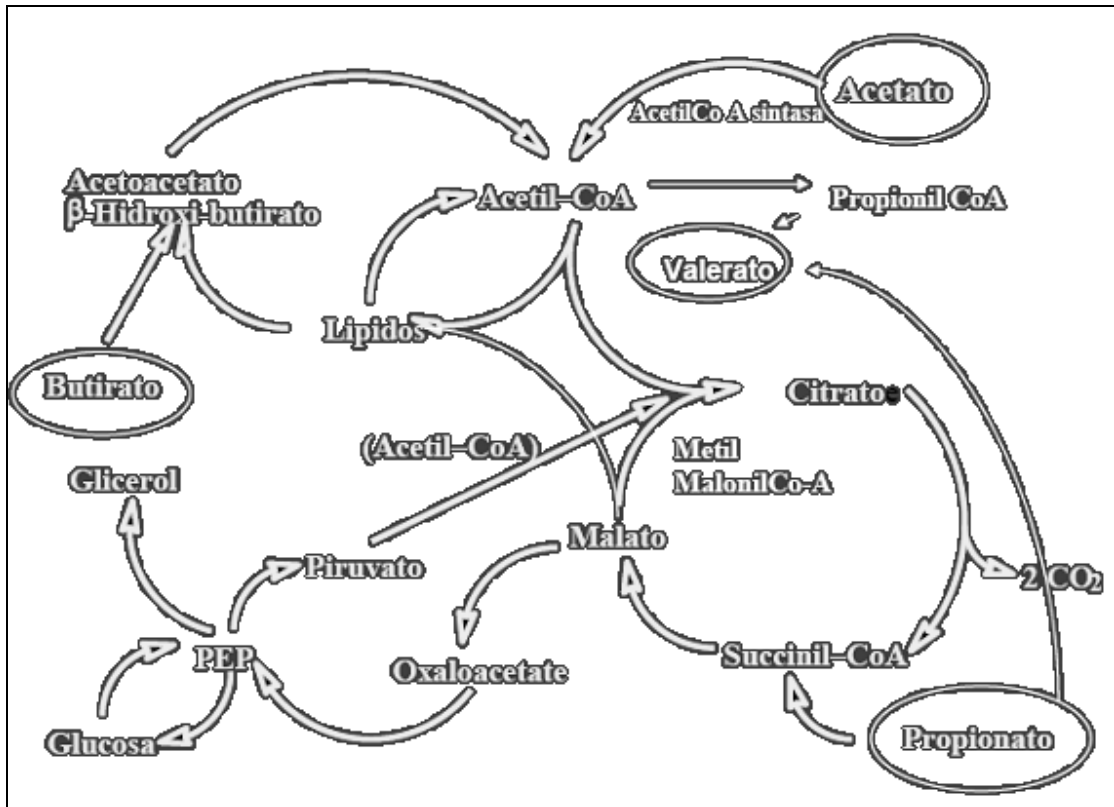 Acetato
AcetilCo A sintasa
Acetoacetato
β-Hidroxi-butirato
Acetil-CoA
Propionil CoA
Valerato
Lipidos
Butirato
Citratoe
(Acetil-CoA)
Metil
MalonilCo-A
Glicerol
Malato
Piruvato
2 CO₂
PEP
Oxaloacetate
Succinil-CoA
Glucosa
Propionato